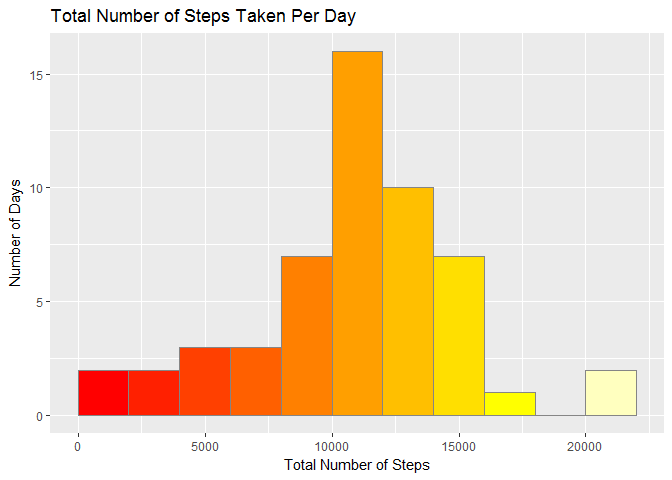 Total Number of Steps Taken Per Day
Number of Days
15
10
5
0
0 5000 10000 15000 20000
Total Number of Steps